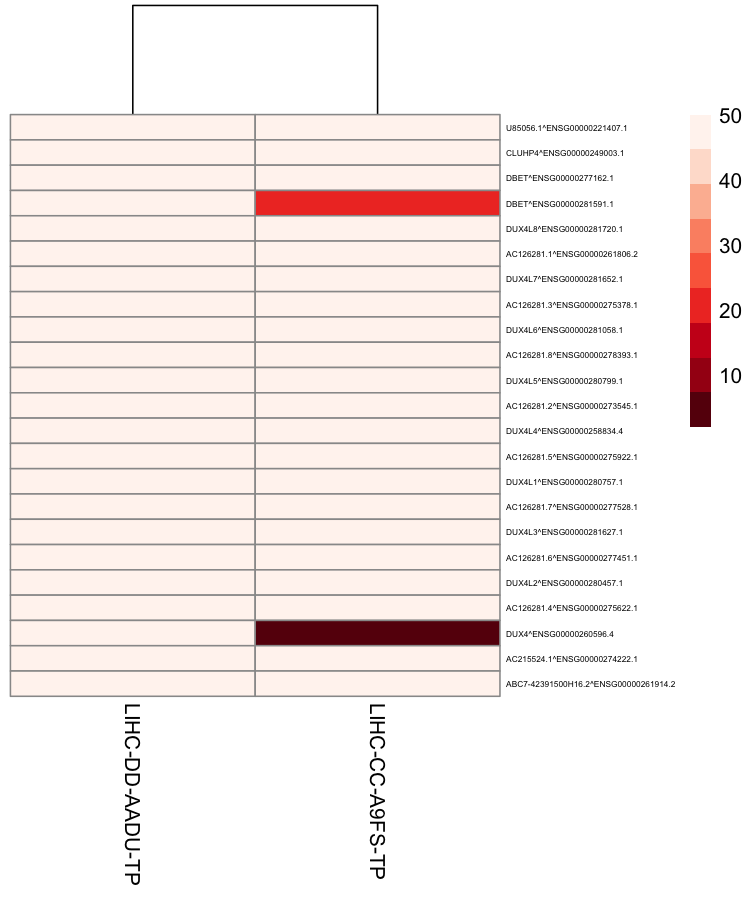 50
40
30
20
10
U85056.1^ENSG00000221407.1
CLUHP4^ENSG00000249003.1
DBET^ENSG00000277162.1
DBET^ENSG00000281591.1
DUX4L8^ENSG00000281720.1
AC126281.1^ENSG00000261806.2
DUX4L7^ENSG00000281652.1
AC126281.3^ENSG00000275378.1
DUX4L6^ENSG00000281058.1
AC126281.8^ENSG00000278393.1
DUX4L5^ENSG00000280799.1
AC126281.2^ENSG00000273545.1
DUX4L4^ENSG00000258834.4
AC126281.5^ENSG00000275922.1
DUX4L1^ENSG00000280757.1
AC126281.7^ENSG00000277528.1
DUX4L3^ENSG00000281627.1
AC126281.6^ENSG00000277451.1
DUX4L2^ENSG00000280457.1
AC126281.4^ENSG00000275622.1
DUX4^ENSG00000260596.4
AC215524.1^ENSG00000274222.1
ABC7-42391500H16.2^ENSG00000261914.2
LIHC-DD-AADU-TP
LIHC-CC-A9FS-TP